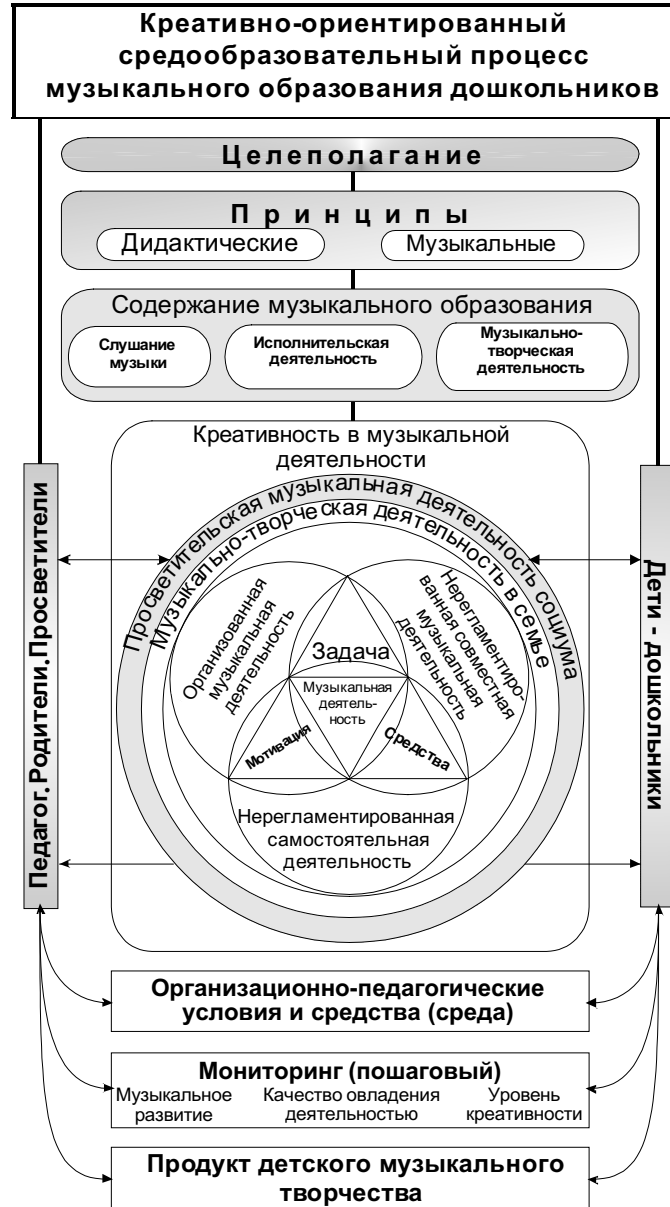 Креативно-ориентированный
средообразовательный процесс
музыкального образования дошкольников
Целеполагание
Принципы
Дидактические
Музыкальные
Содержание музыкального образования
Слушание
музыки
Исполнительская
деятельность
Музыкально-
творческая
деятельность
Креативность в музыкальной
деятельности
Просветительская музыкальная деятельность социума
Музыкально-творческая деятельность в семье
Организованная
музыкальная
деятельность
Нерегламентиро-
ванная совместная
музыкальная
деятельность
Задача
Музыкальная
деятель-
ность
Мотивация
Средства
Нерегламентированная
самостоятельная
деятельность
Педагог, Родители, Просветители
Дети - дошкольники
Организационно-педагогические
условия и средства (среда)
Мониторинг (пошаговый)
Музыкальное
развитие
Качество овладения
деятельностью
Уровень
креативности
Продукт детского музыкального
творчества